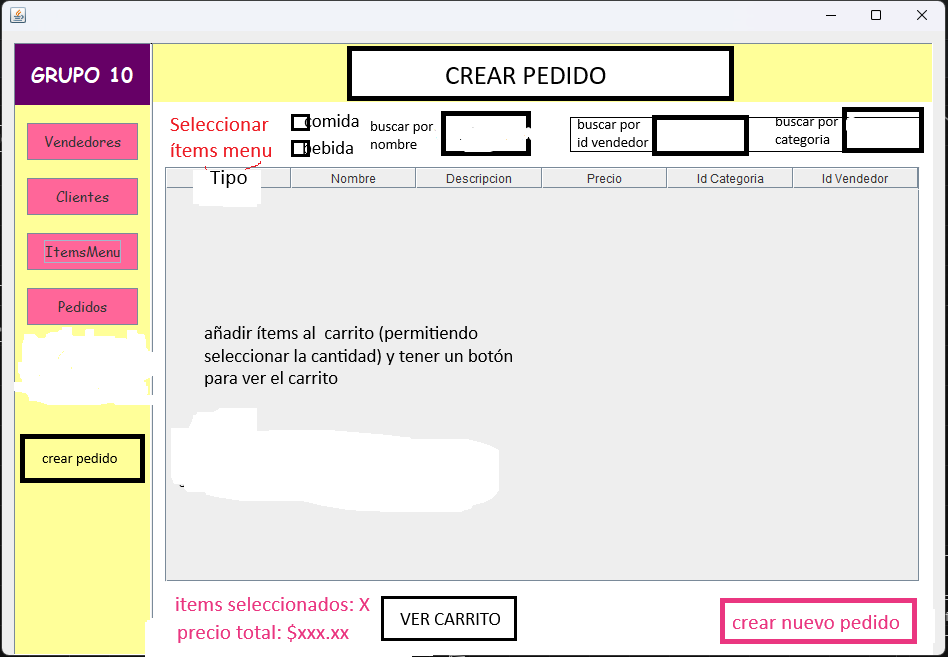 GRUPO 10
CREAR PEDIDO
Vendedores
Clientes
ItemsMenu
Pedidos
crear pedido
Seleccionar
ítems menu
comida
bebida
buscar por
nombre
buscar por
id vendedor
buscar por
categoria
Tipo
Nombre
Descripcion
Precio
Id Categoria
Id Vendedor
añadir ítems al carrito (permitiendo
seleccionar la cantidad) y tener un botón
para ver el carrito
items seleccionados: X
precio total: $xxx.xx
VER CARRITO
crear nuevo pedido